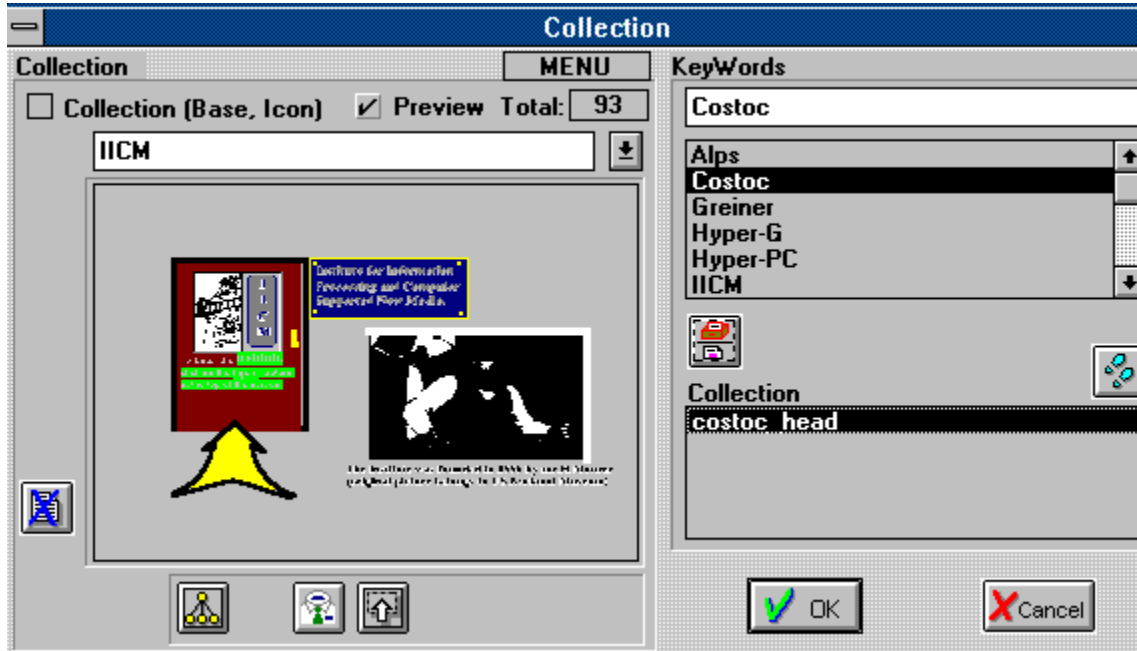 Collection
Collection
MENU
Collection (Base, Icon)
Preview
Total:
93
IICM
Institute for Information
Processing and Computer
Supported New Media.
KeyWords
Costoc
Alps
Costoc
Greiner
Hyper-G
Hyper-PC
IICM
Collection
costoc_head
OK
Cancel